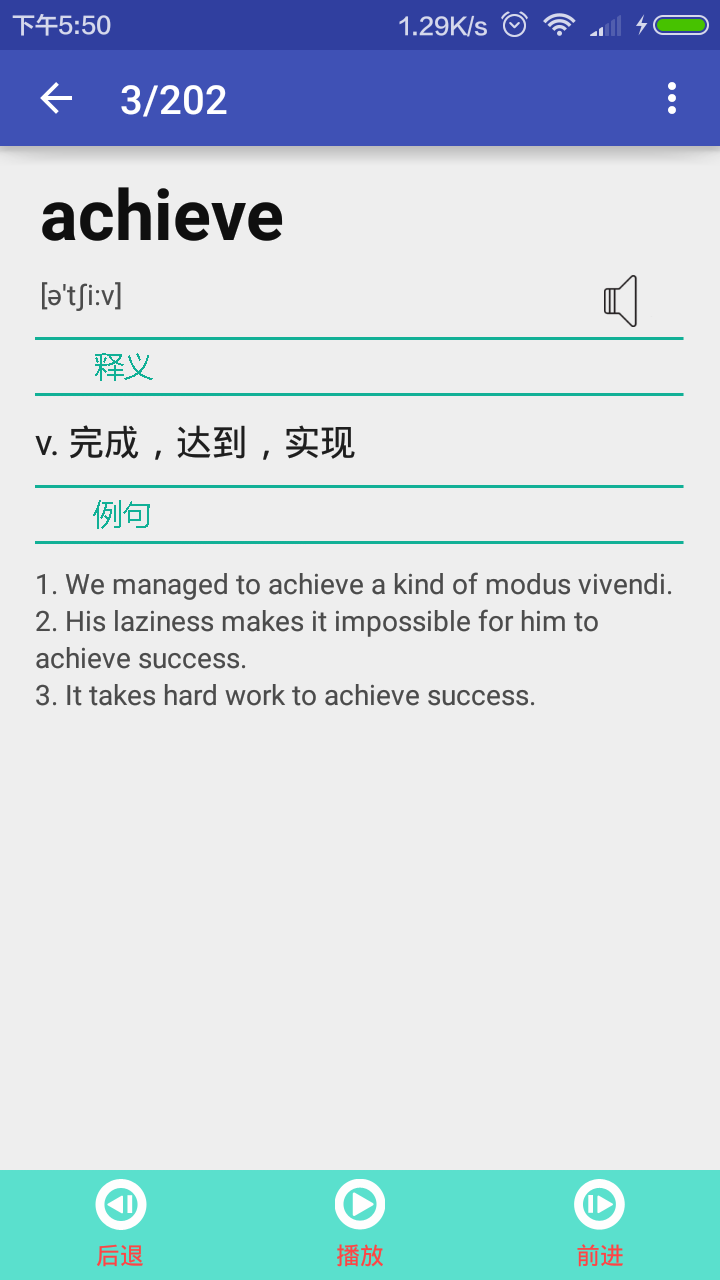 下午5:50 1.29K/s
3/202
achieve
[ə'tʃi:v]
释义
v. 完成，达到，实现
例句
1. We managed to achieve a kind of modus vivendi.
2. His laziness makes it impossible for him to
achieve success.
3. It takes hard work to achieve success.
后退 播放 前进